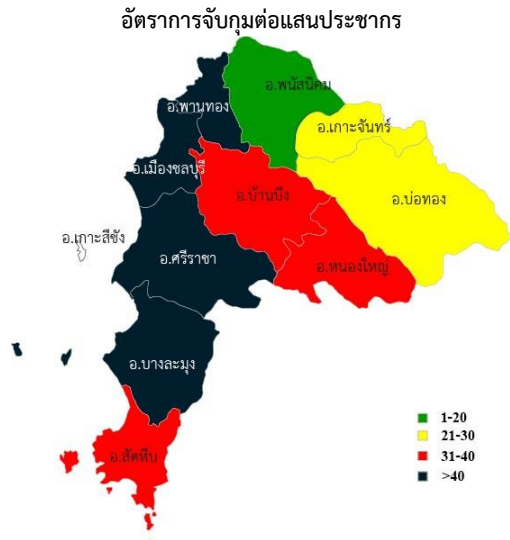 อัตราการจับกุมต่อแสนประชากร
อ.พนัสนิคม
อ.พานทอง
อ.เกาะจันทร์
อ.เมืองชลบุรี
อ.บ้านบึง
อ.บ่อทอง
อ.เกาะสีชัง
อ.ศรีราชา
อ.หนองใหญ่
อ.บางละมุง
อ.สัตหีบ
1-20
21-30
31-40
>40